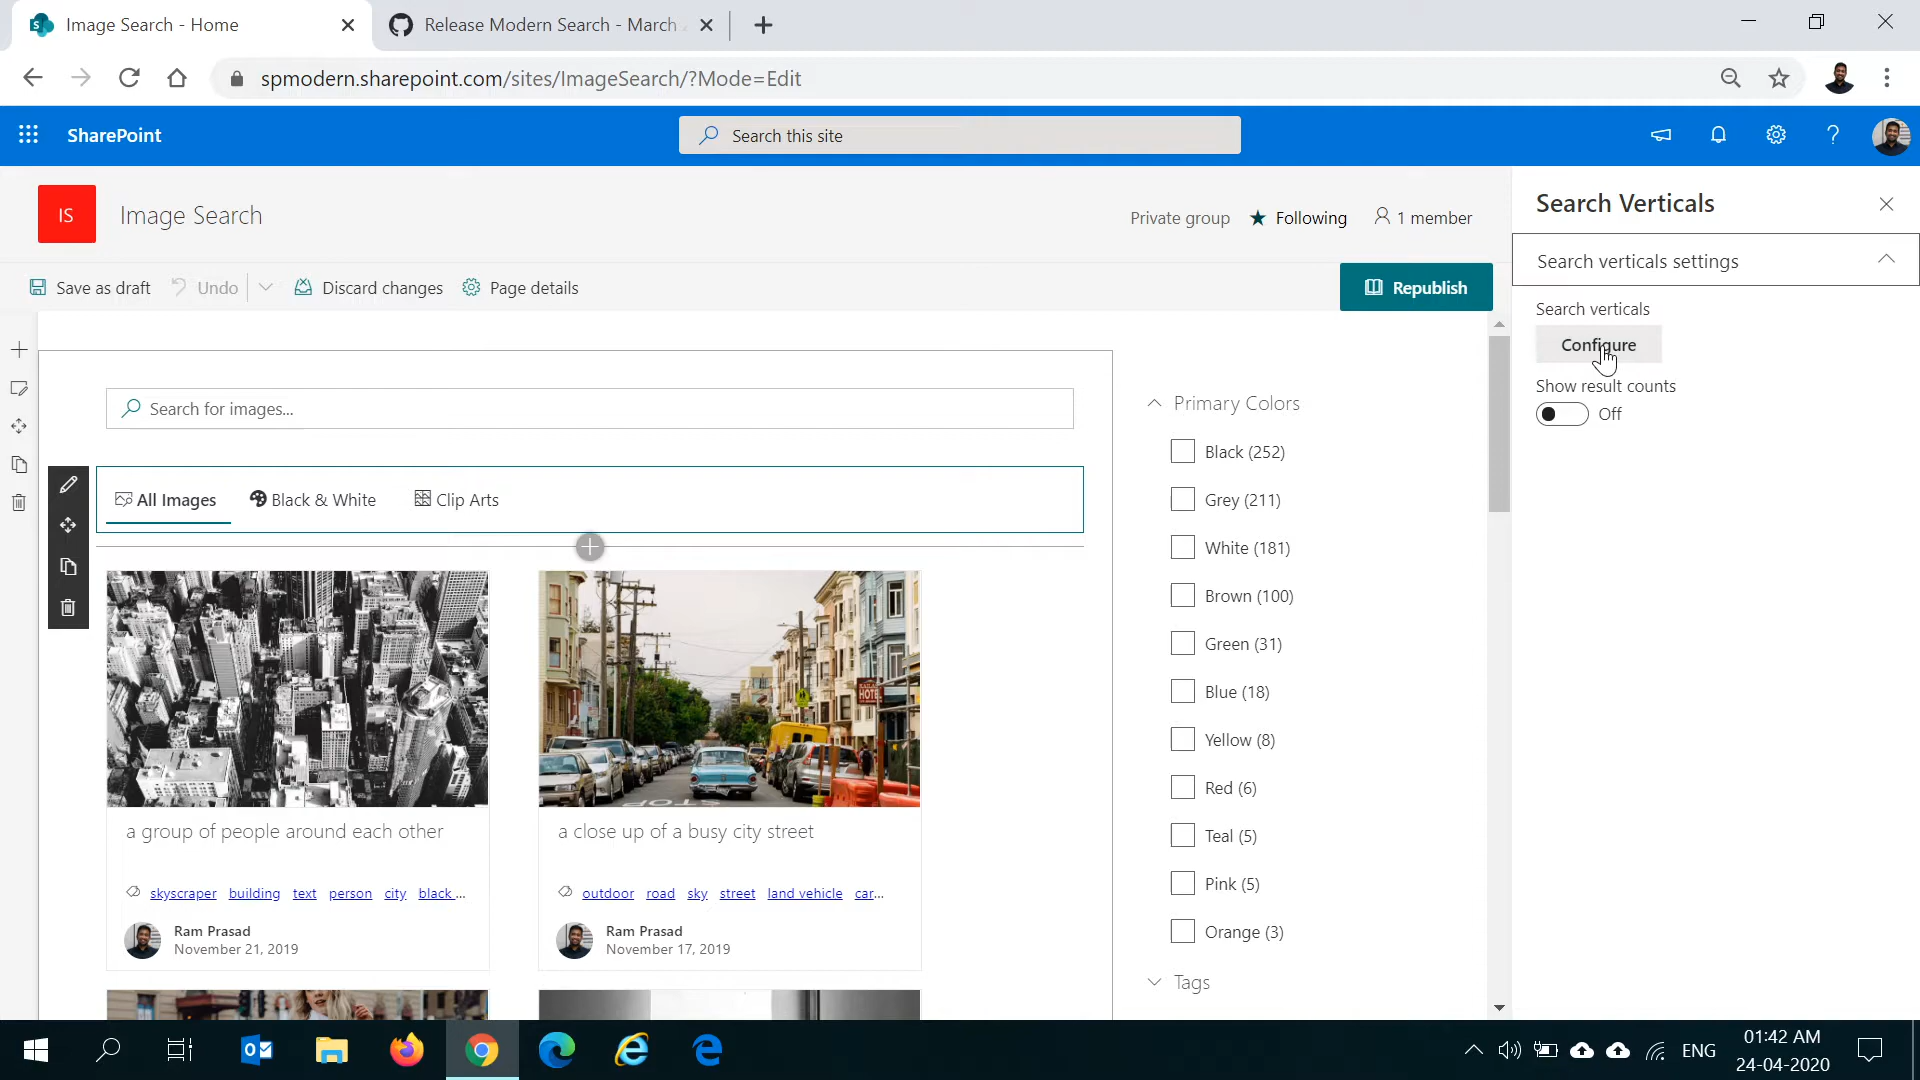 Image Search - Home
Release Modern Search - March
spmodern.sharepoint.com/sites/ImageSearch/?Mode=Edit
SharePoint
Search this site
IS
Image Search
Private group
Following
1 member
Save as draft
Undo
Discard changes
Page details
Republish
Search Verticals
Search verticals settings
Search verticals
Configure
Show result counts
Off
Search for images...
All Images
Black & White
Clip Arts
HOTEL
STOP
a group of people around each other
skyscraper building text person city black ...
Ram Prasad
November 21, 2019
a close up of a busy city street
outdoor road sky street land vehicle car...
Ram Prasad
November 17, 2019
Primary Colors
Black (252)
Grey (211)
White (181)
Brown (100)
Green (31)
Blue (18)
Yellow (8)
Red (6)
Teal (5)
Pink (5)
Orange (3)
Tags
ENG
01:42 AM
24-04-2020